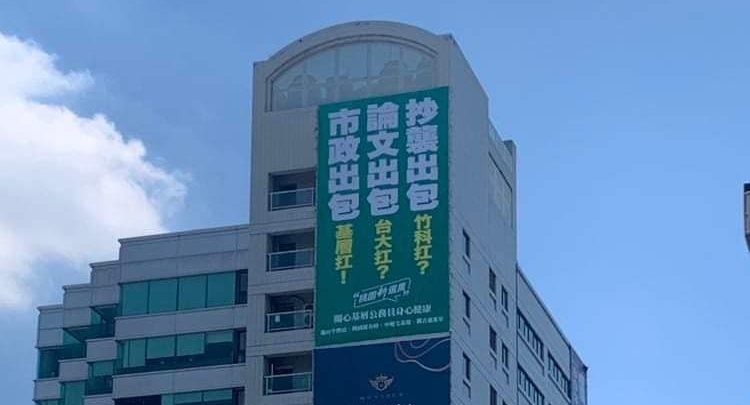 抄襲出包 竹科扛？
論文出包 台大扛？
市政出包 基層扛！
關心基層公務員身心健康